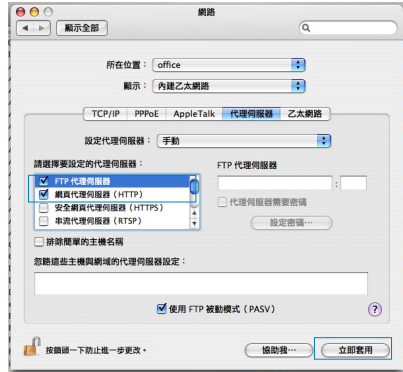 網路
顯示全部
所在位置： office
顯示： 內建乙太網路
TCP/IP PPPoE AppleTalk 代理伺服器 乙太網路
設定代理伺服器： 手動
請選擇要設定的代理伺服器： FTP 代理伺服器
FTP 代理伺服器
網頁代理伺服器（HTTP） :
安全網頁代理伺服器（HTTPS） 代理伺服器需要密碼
串流代理伺服器（RTSP） 設定密碼⋯
排除簡單的主機名稱
忽略這些主機與網域的代理伺服器設定：
使用 FTP 被動模式（PASV） ?
按鎖頭一下防止進一步更改。 協助我⋯ 立即套用